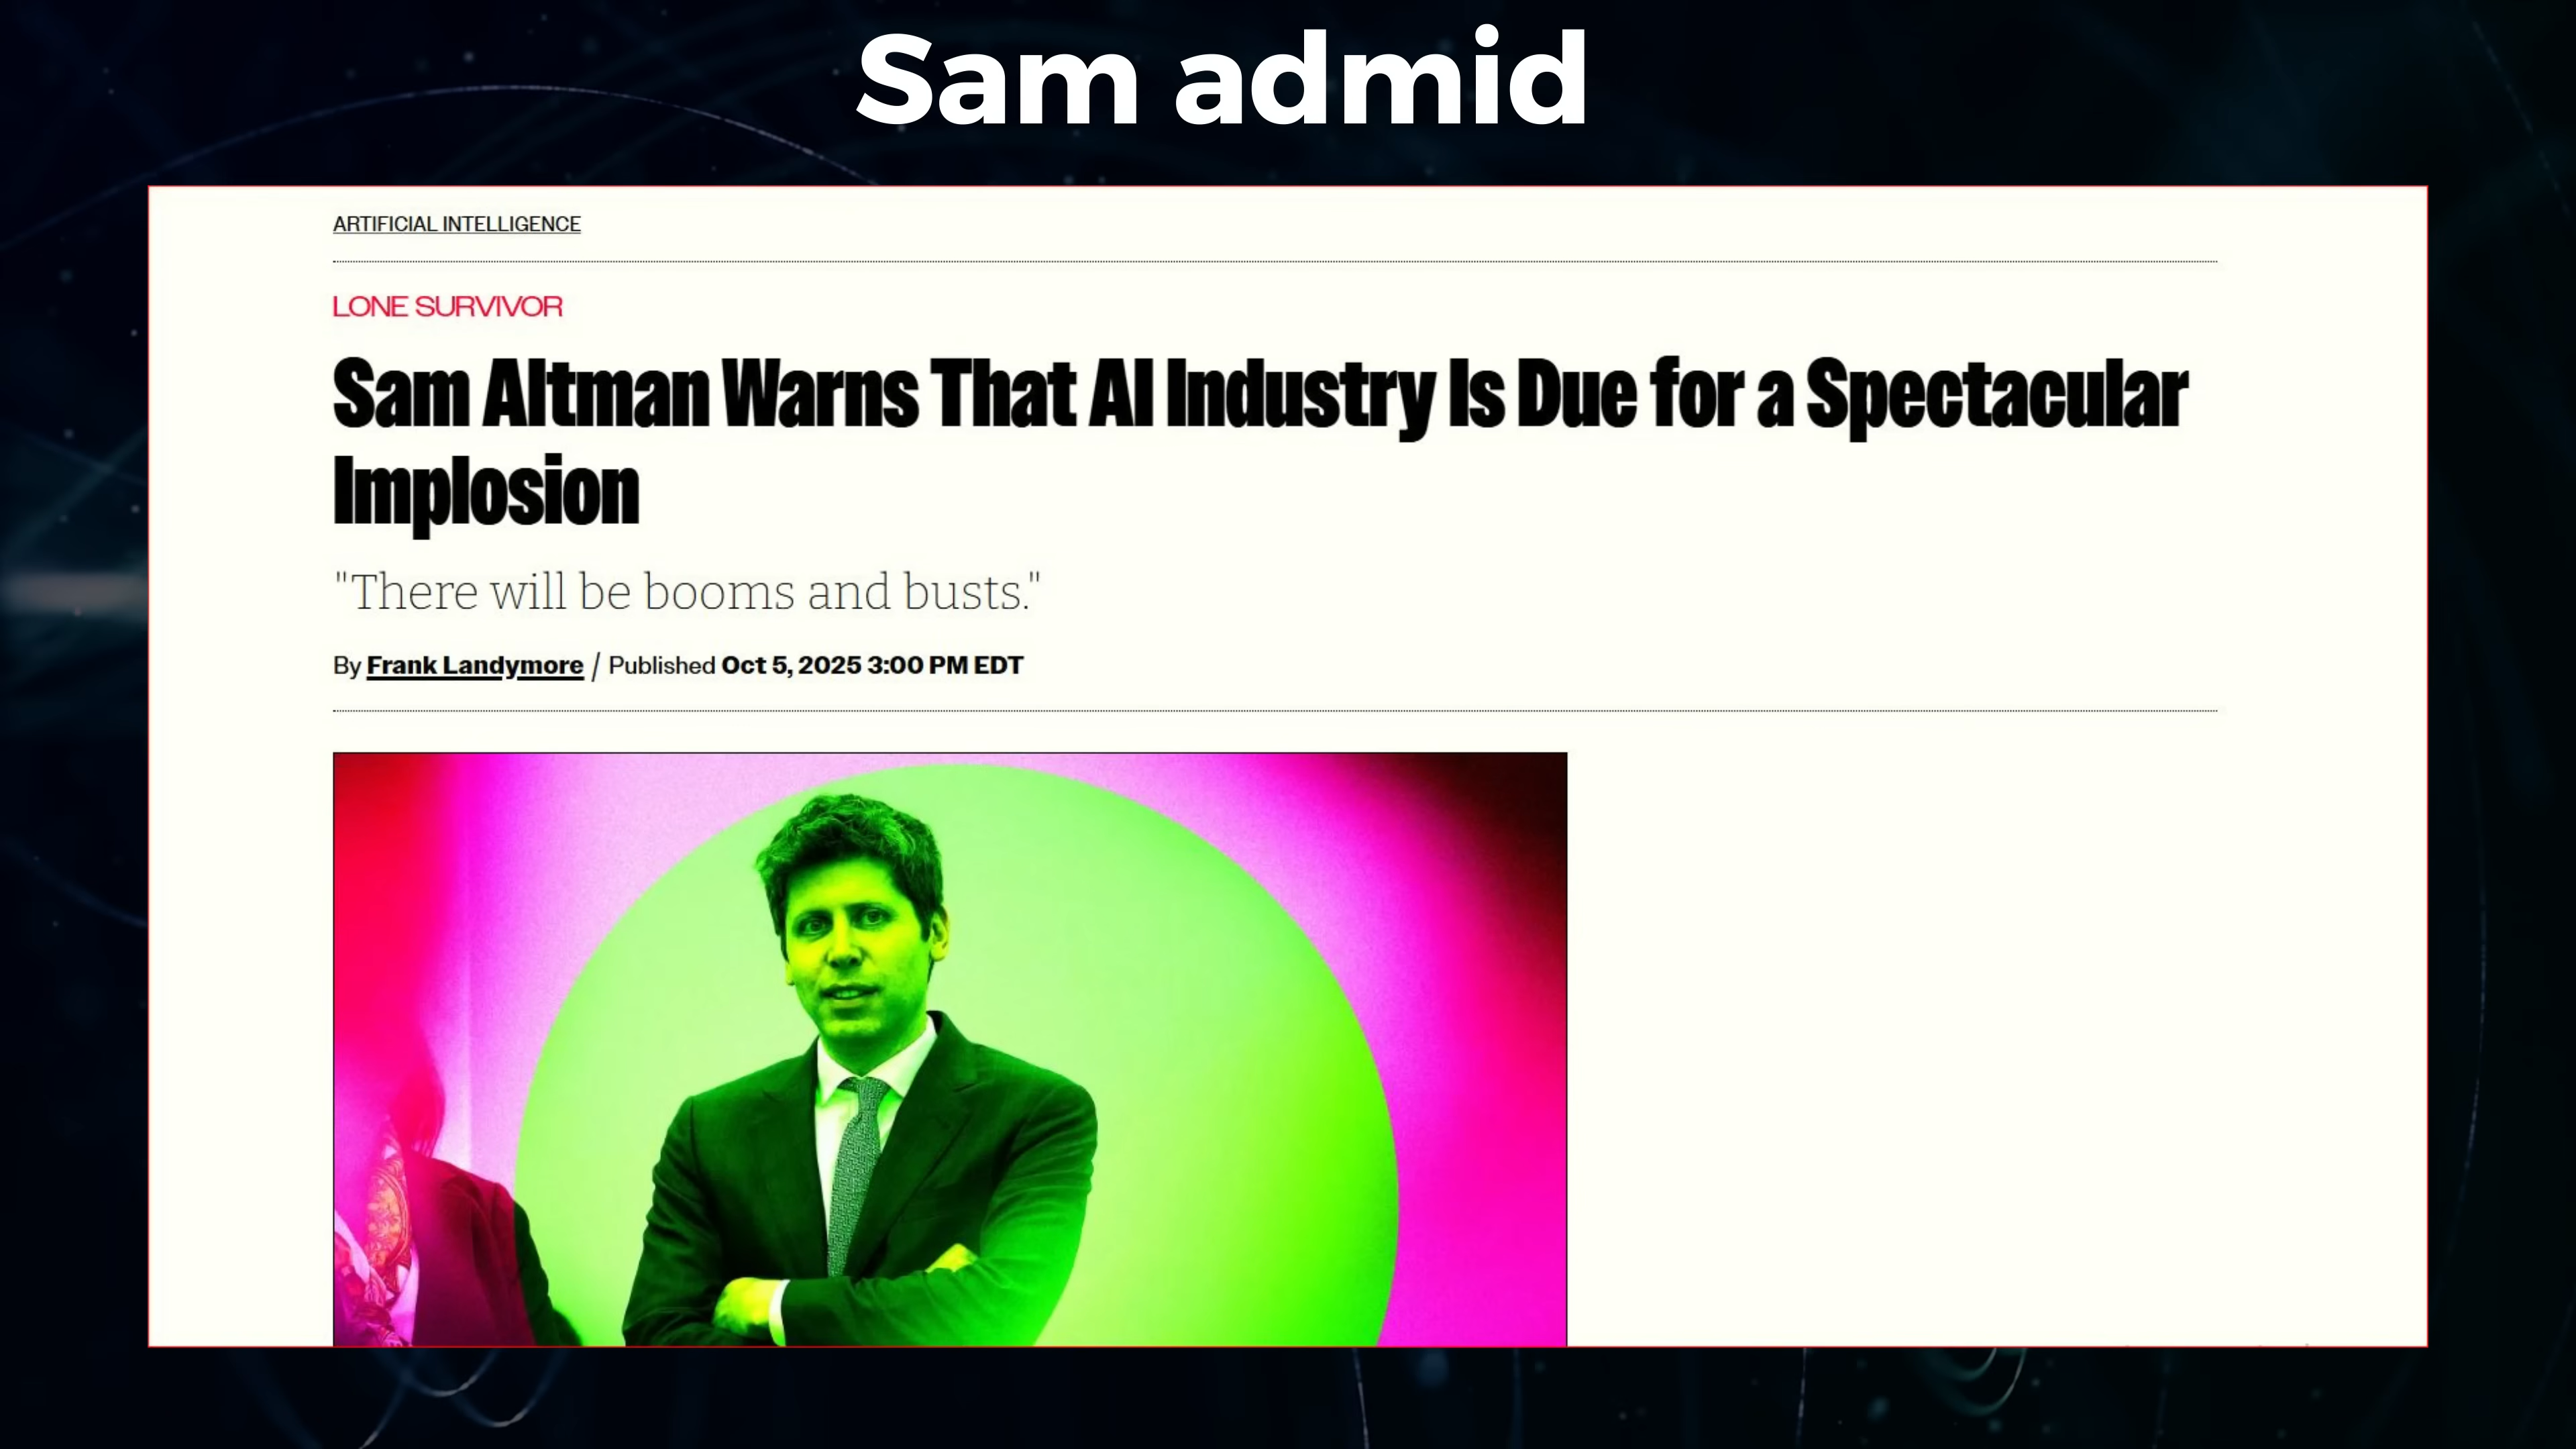 Sam admid
ARTIFICIAL INTELLIGENCE
LONE SURVIVOR
Sam Altman Warns That AI Industry Is Due for a Spectacular
Implosion
"There will be booms and busts."
By Frank Landymore / Published Oct 5, 2025 3:00 PM EDT